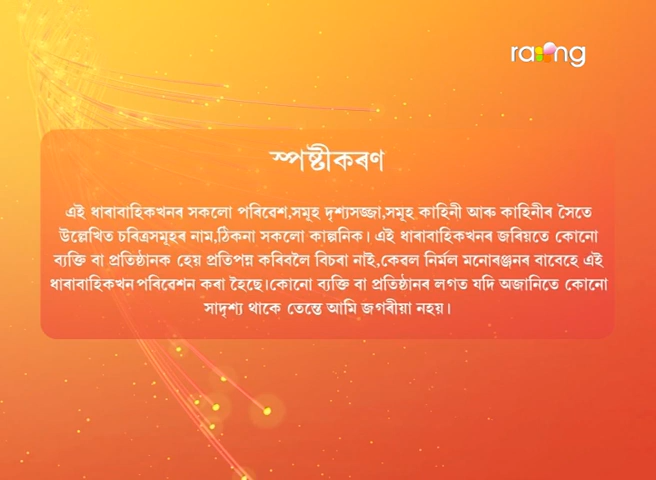 rang
স্পষ্টীকৰণ
এই ধাৰাবাহিকখনৰ সকলো পৰিৱেশ,সমূহ দৃশ্যসজ্জা,সমূহ কাহিনী আৰু কাহিনীৰ সৈতে
উল্লেখিত চৰিত্ৰসমূহৰ নাম,ঠিকনা সকলো কাল্পনিক। এই ধাৰাবাহিকখনৰ জৰিয়তে কোনো
ব্যক্তি বা প্ৰতিষ্ঠানক হেয় প্ৰতিপন্ন কৰিবলৈ বিচৰা নাই,কেৱল নিৰ্মল মনোৰঞ্জনৰ বাবেহে এই
ধাৰাবাহিকখন পৰিৱেশন কৰা হৈছে।কোনো ব্যক্তি বা প্ৰতিষ্ঠানৰ লগত যদি অজানিতে কোনো
সাদৃশ্য থাকে তেন্তে আমি জগৰীয়া নহয়।